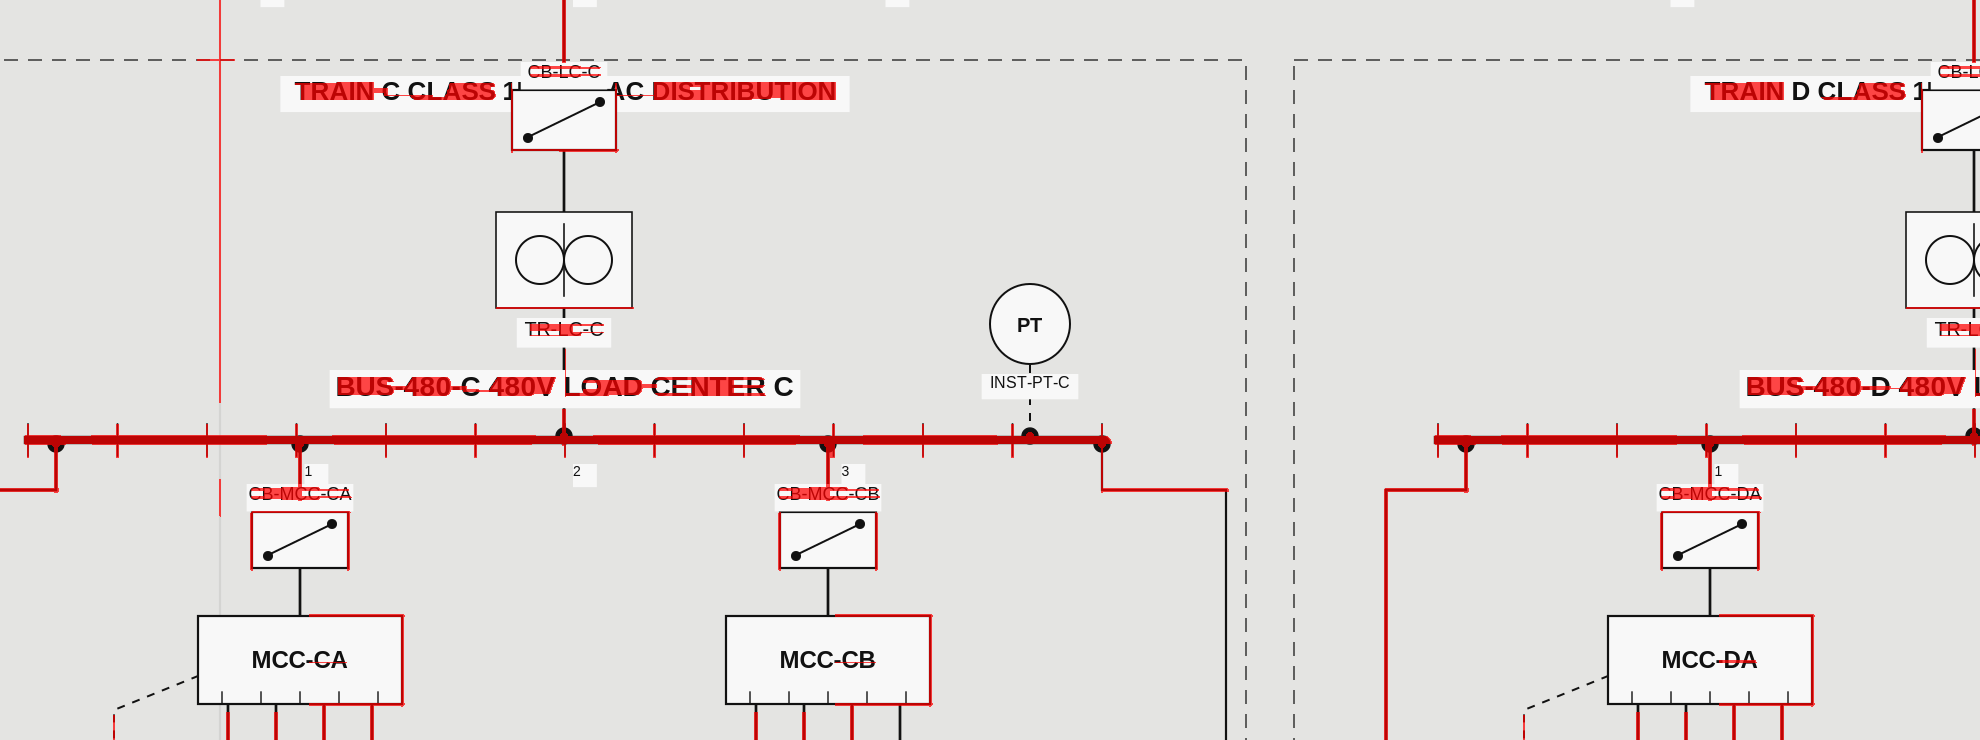 CB-LC-C
TRAIN C CLASS 1 AC DISTRIBUTION
TRAIN D CLASS 1
CB-L
TR-LC-C
TR-L
PT
INST-PT-C
BUS-480-C 480V LOAD CENTER C
BUS-480-D 480V
1
2
3
1
CB-MCC-CA
CB-MCC-CB
CB-MCC-DA
MCC-CA
MCC-CB
MCC-DA